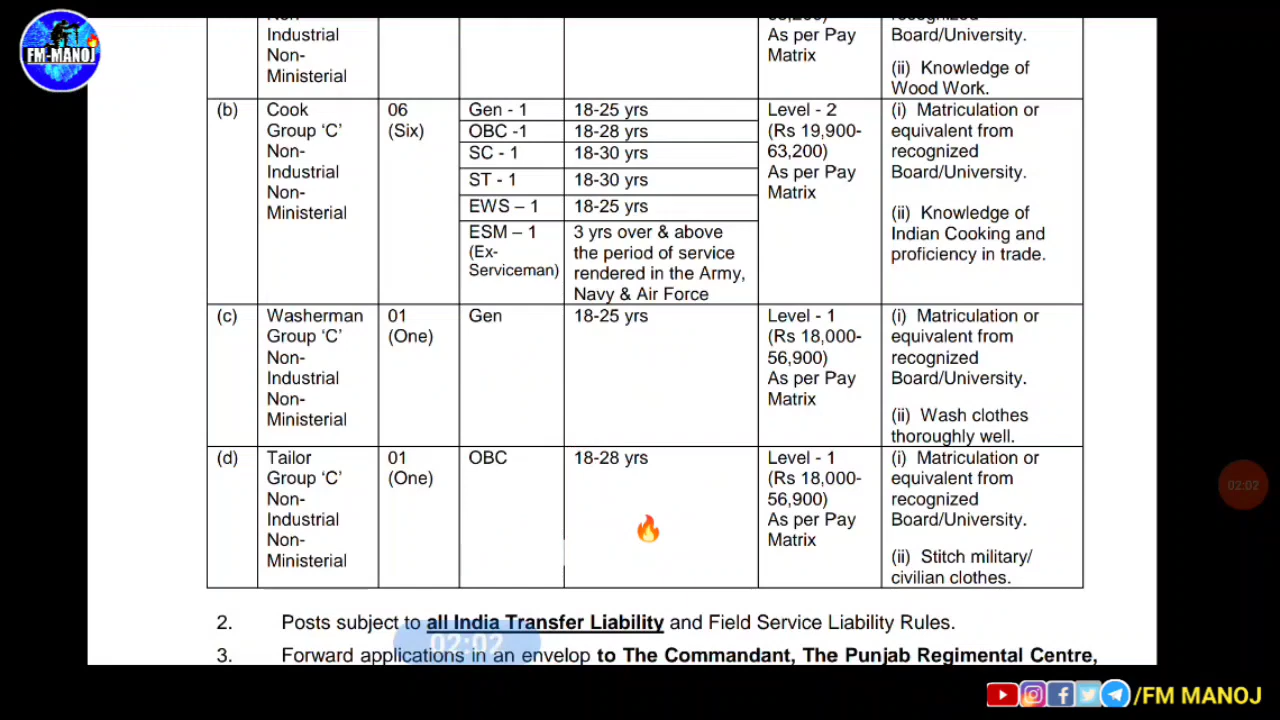 FM-MANOJ
Non-
Industrial
Non-
Ministerial
As per Pay
Matrix
recognized
Board/University.
(ii) Knowledge of
Wood Work.
(b)
Cook
Group ‘C’
Non-
Industrial
Non-
Ministerial
06
(Six)
Gen - 1
18-25 yrs
OBC -1
18-28 yrs
SC - 1
18-30 yrs
ST - 1
18-30 yrs
EWS – 1
18-25 yrs
ESM – 1
(Ex-
Serviceman)
3 yrs over & above
the period of service
rendered in the Army,
Navy & Air Force
Level - 2
(Rs 19,900-
63,200)
As per Pay
Matrix
(i) Matriculation or
equivalent from
recognized
Board/University.
(ii) Knowledge of
Indian Cooking and
proficiency in trade.
(c)
Washerman
Group ‘C’
Non-
Industrial
Non-
Ministerial
01
(One)
Gen
18-25 yrs
Level - 1
(Rs 18,000-
56,900)
As per Pay
Matrix
(i) Matriculation or
equivalent from
recognized
Board/University.
(ii) Wash clothes
thoroughly well.
(d)
Tailor
Group ‘C’
Non-
Industrial
Non-
Ministerial
01
(One)
OBC
18-28 yrs
Level - 1
(Rs 18,000-
56,900)
As per Pay
Matrix
(i) Matriculation or
equivalent from
recognized
Board/University.
(ii) Stitch military/
civilian clothes.
02:02
2. Posts subject to all India Transfer Liability and Field Service Liability Rules.
02:02
3. Forward applications in an envelop to The Commandant, The Punjab Regimental Centre,
/FM MANOJ